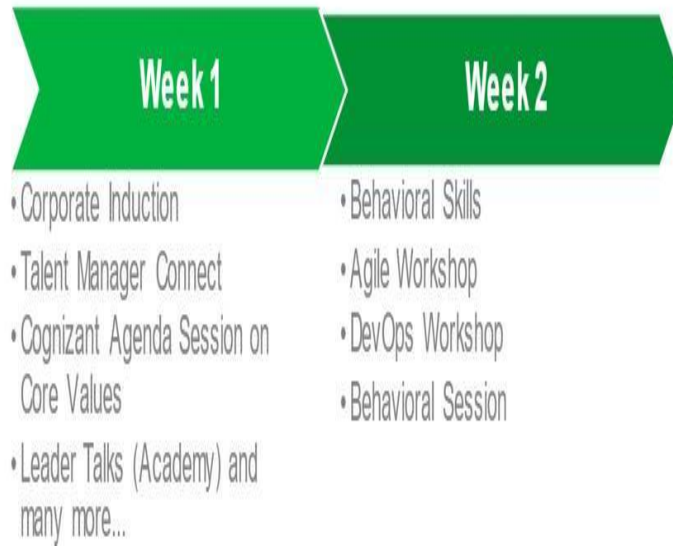 Week 1
• Corporate Induction
• Talent Manager Connect
• Cognizant Agenda Session on
Core Values
• Leader Talks (Academy) and
many more...
Week 2
• Behavioral Skills
• Agile Workshop
• DevOps Workshop
• Behavioral Session